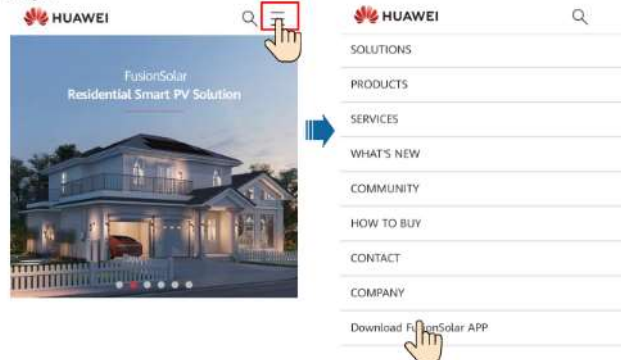 HUAWEI
FusionSolar
Residential Smart PV Solution
HUAWEI
SOLUTIONS
PRODUCTS
SERVICES
WHAT'S NEW
COMMUNITY
HOW TO BUY
CONTACT
COMPANY
Download FusionSolar APP